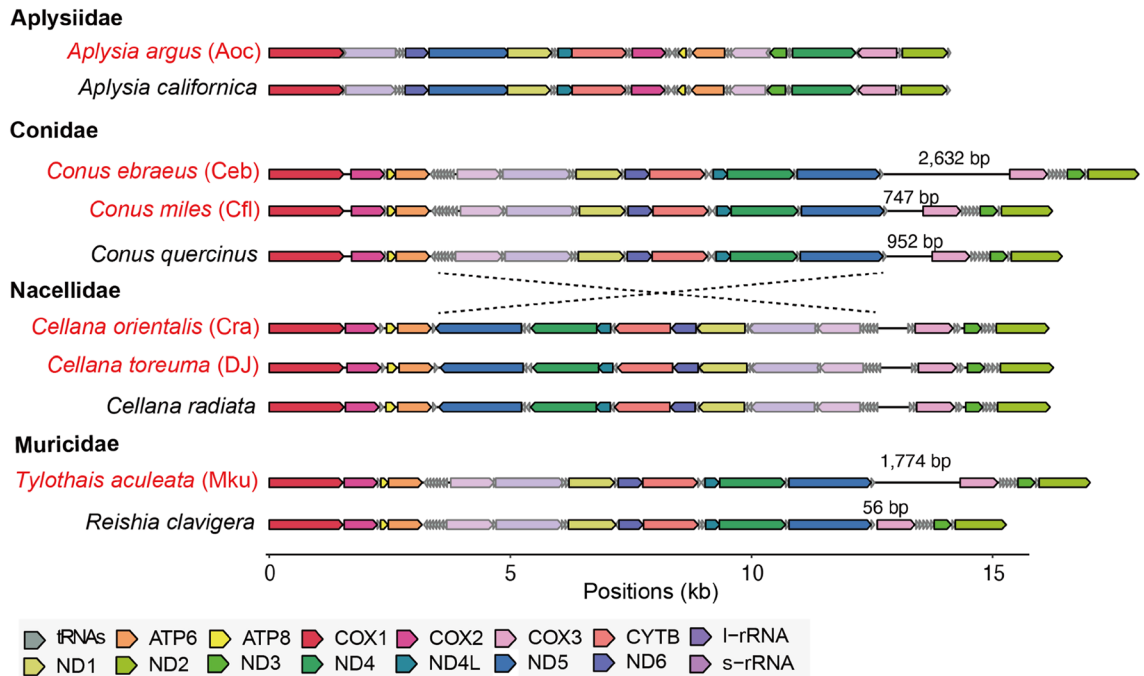 Aplysiidae
Aplysia argus (Aoc)
Aplysia californica
Conidae
Conus ebraeus (Ceb)
2,632 bp
Conus miles (Cfl)
747 bp
Conus quercinus
952 bp
Nacellidae
Cellana orientalis (Cra)
Cellana toreuma (DJ)
Cellana radiata
Muricidae
Tylothais aculeata (Mku)
1,774 bp
Reishia clavigera
56 bp
0 5 10 15
Positions (kb)
tRNAs ATP6 ATP8 COX1 COX2 COX3 CYTB l-rRNA
ND1 ND2 ND3 ND4 ND4L ND5 ND6 s-rRNA